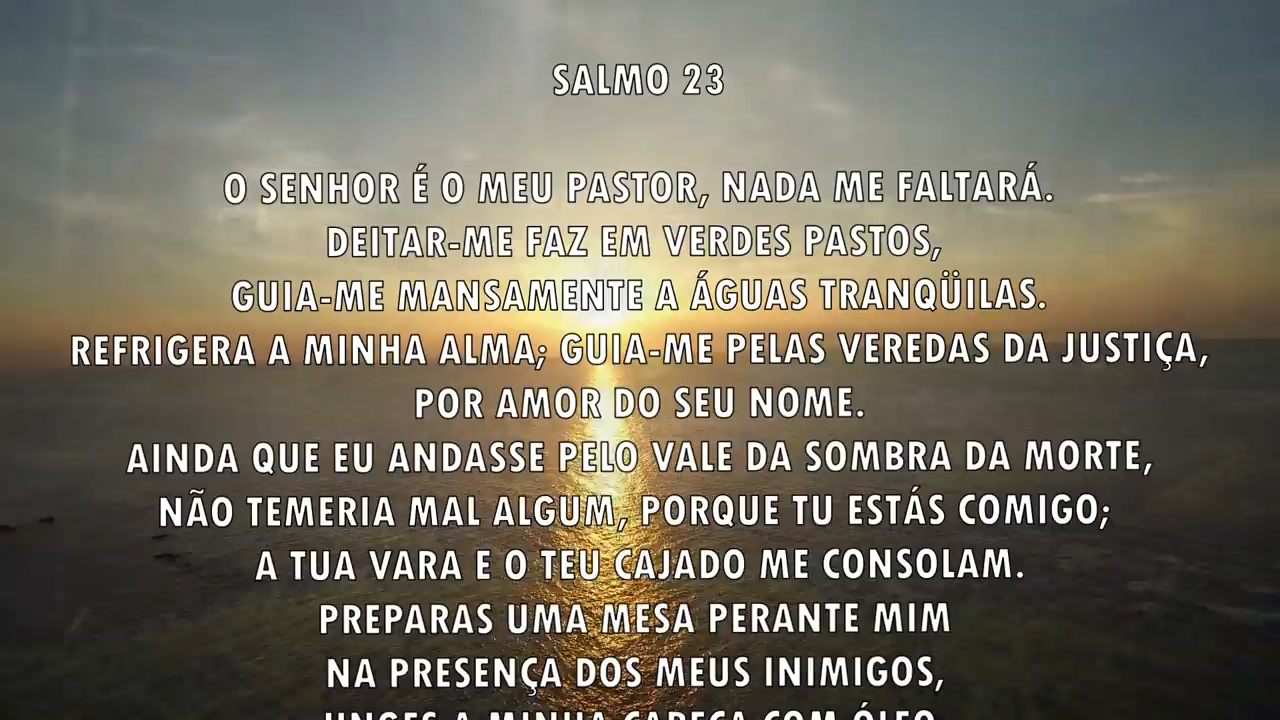 SALMO 23
O SENHOR É O MEU PASTOR, NADA ME FALTARÁ.
DEITAR-ME FAZ EM VERDES PASTOS,
GUIA-ME MANSAMENTE A ÁGUAS TRANQÜILAS.
REFRIGERA A MINHA ALMA; GUIA-ME PELAS VEREDAS DA JUSTIÇA,
POR AMOR DO SEU NOME.
AINDA QUE EU ANDASSE PELO VALE DA SOMBRA DA MORTE,
NÃO TEMERIA MAL ALGUM, PORQUE TU ESTÁS COMIGO;
A TUA VARA E O TEU CAJADO ME CONSOLAM.
PREPARAS UMA MESA PERANTE MIM
NA PRESENÇA DOS MEUS INIMIGOS,
UNGES A MINHA CABEÇA COM ÓLEO,